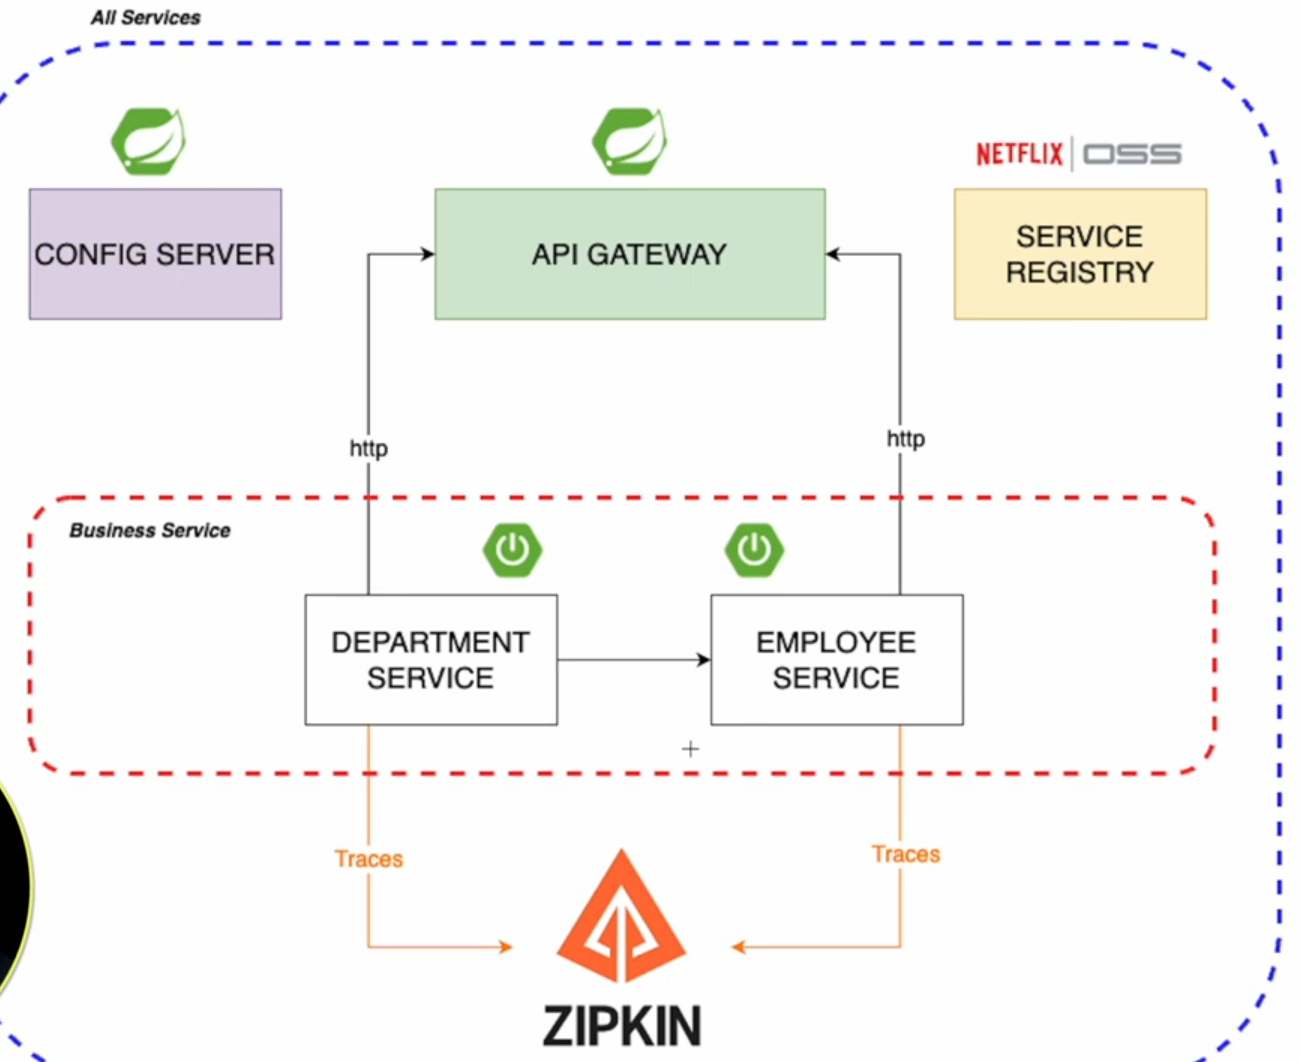 All Services
NETFLIX OSS
CONFIG SERVER
API GATEWAY
SERVICE
REGISTRY
http
http
Business Service
DEPARTMENT
SERVICE
EMPLOYEE
SERVICE
Traces
Traces
ZIPKIN